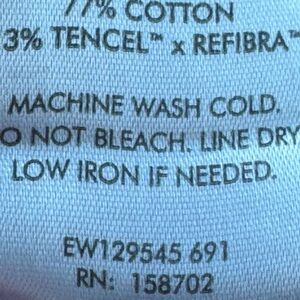 77% COTTON
3% TENCEL™ x REFIBRA™
MACHINE WASH COLD.
O NOT BLEACH. LINE DRY
LOW IRON IF NEEDED.
EW129545 691
RN: 158702